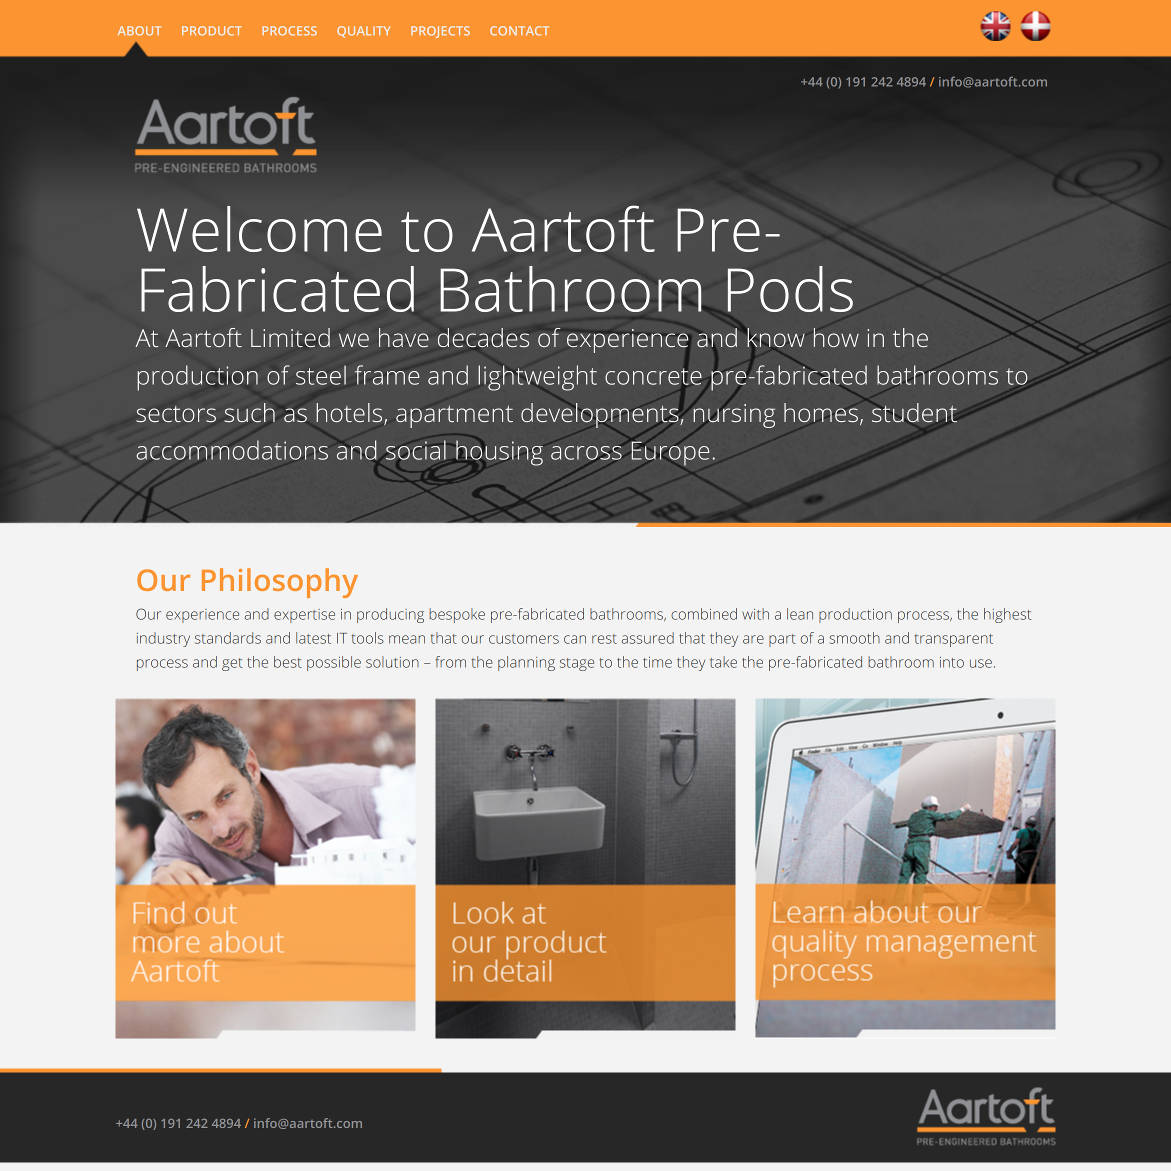 ABOUT PRODUCT PROCESS QUALITY PROJECTS CONTACT
+44 (0) 191 242 4894 / info@aartoft.com
Aartoft
PRE-ENGINEERED BATHROOMS
Welcome to Aartoft Pre-
Fabricated Bathroom Pods
At Aartoft Limited we have decades of experience and know how in the
production of steel frame and lightweight concrete pre-fabricated bathrooms to
sectors such as hotels, apartment developments, nursing homes, student
accommodations and social housing across Europe.
Our Philosophy
Our experience and expertise in producing bespoke pre-fabricated bathrooms, combined with a lean production process, the highest
industry standards and latest IT tools mean that our customers can rest assured that they are part of a smooth and transparent
process and get the best possible solution – from the planning stage to the time they take the pre-fabricated bathroom into use.
Find out
more about
Aartoft
Look at
our product
in detail
Learn about our
quality management
process
+44 (0) 191 242 4894 / info@aartoft.com
Aartoft
PRE-ENGINEERED BATHROOMS